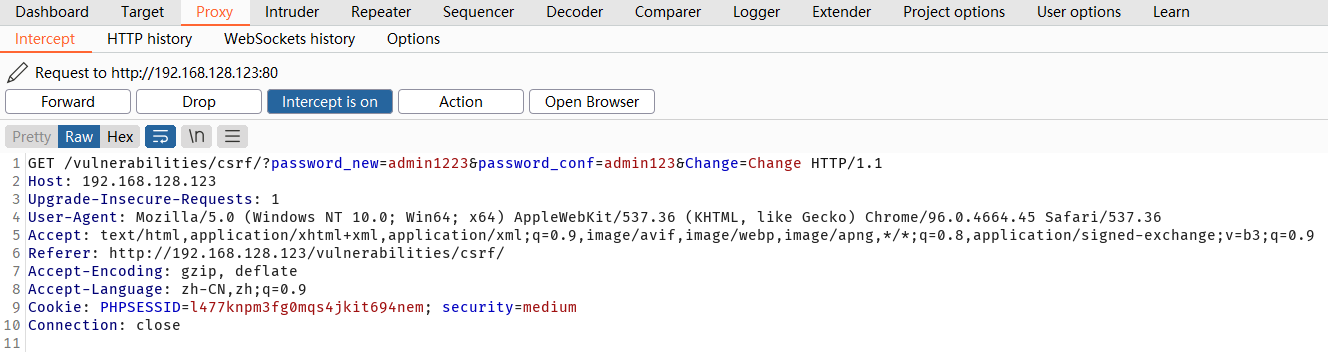 Dashboard Target Proxy Intruder Repeater Sequencer Decoder Comparer Logger Extender Project options User options Learn
Intercept HTTP history WebSockets history Options
Request to http://192.168.128.123:80
Forward Drop Intercept is on Action Open Browser
Pretty Raw Hex \n
1 GET /vulnerabilities/csrf/?password_new=admin1223&password_conf=admin123&Change=Change HTTP/1.1
2 Host: 192.168.128.123
3 Upgrade-Insecure-Requests: 1
4 User-Agent: Mozilla/5.0 (Windows NT 10.0; Win64; x64) AppleWebKit/537.36 (KHTML, like Gecko) Chrome/96.0.4664.45 Safari/537.36
5 Accept: text/html,application/xhtml+xml,application/xml;q=0.9,image/avif,image/webp,image/apng,*/*;q=0.8,application/signed-exchange;v=b3;q=0.9
6 Referer: http://192.168.128.123/vulnerabilities/csrf/
7 Accept-Encoding: gzip, deflate
8 Accept-Language: zh-CN,zh;q=0.9
9 Cookie: PHPSESSID=l477knpm3fg0mqs4jkit694nem; security=medium
10 Connection: close
11